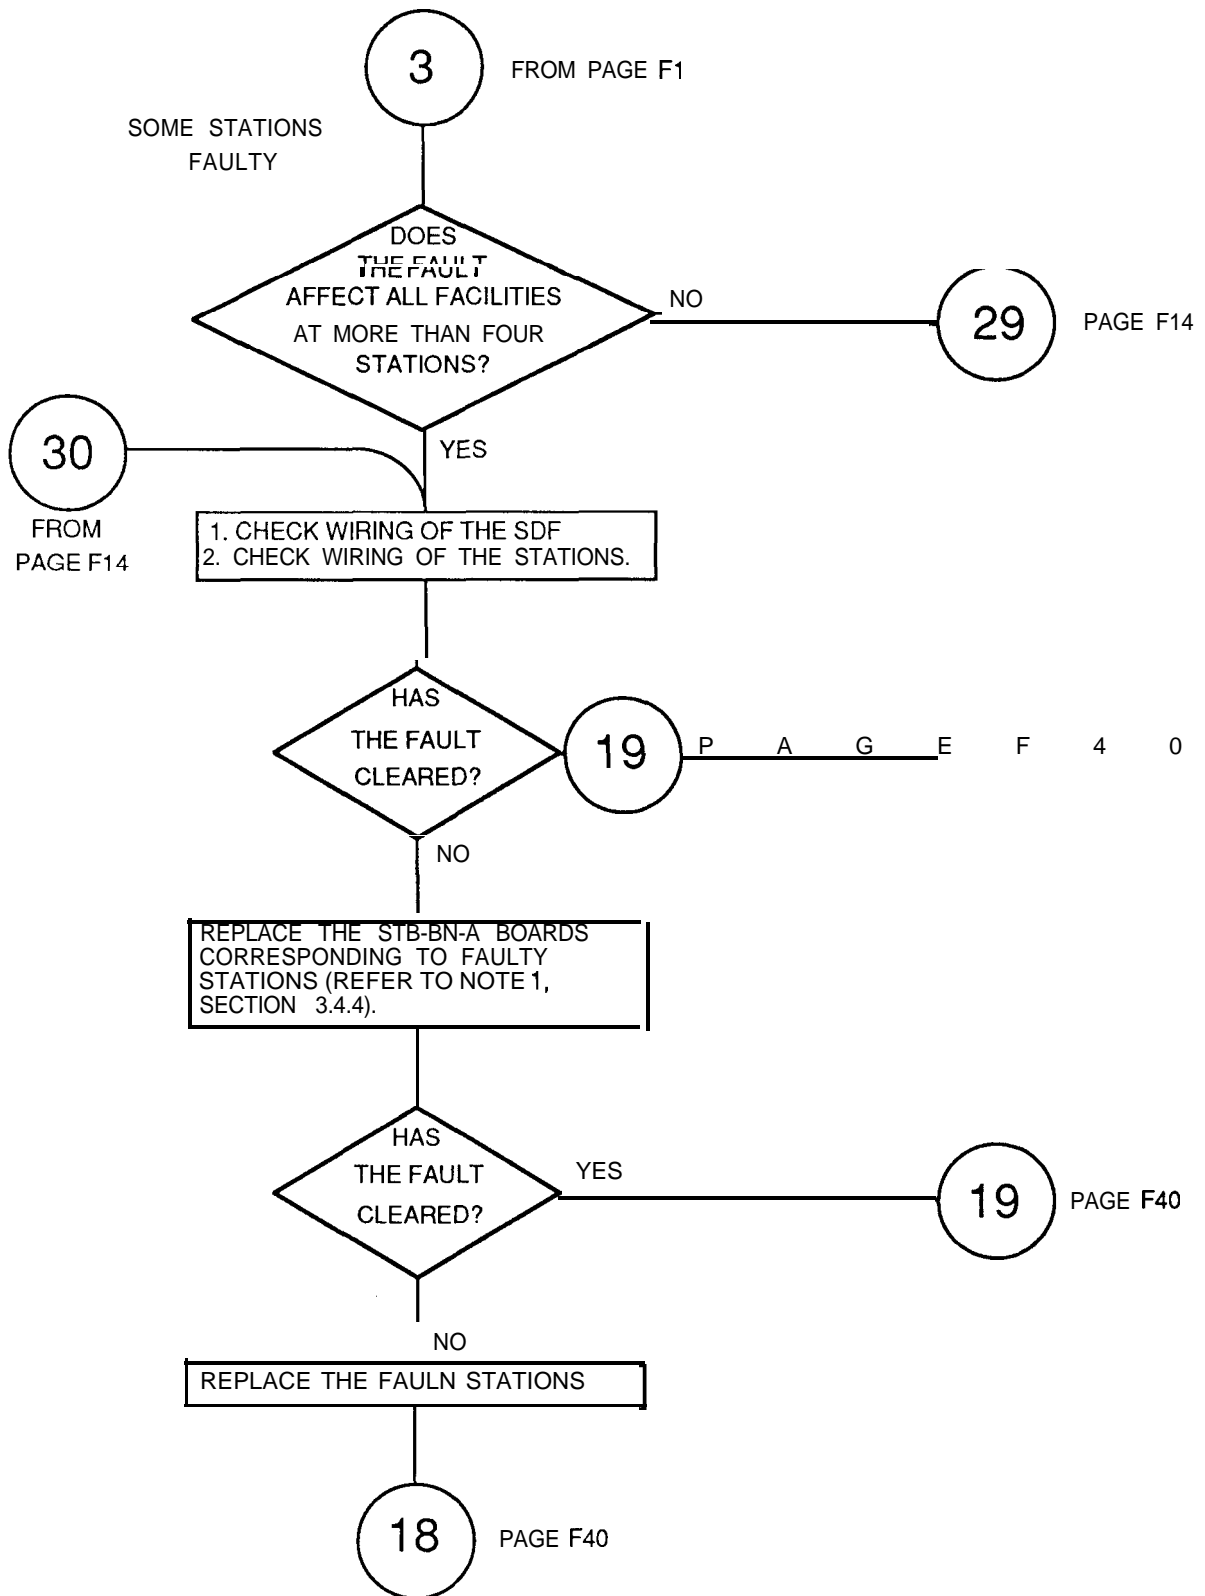 3 FROM PAGE F1
SOME STATIONS
FAULTY
DOES
THE FAULT
AFFECT ALL FACILITIES
AT MORE THAN FOUR
STATIONS?
NO
29 PAGE F14
YES
30
FROM
PAGE F14
1. CHECK WIRING OF THE SDF
2. CHECK WIRING OF THE STATIONS.
HAS
THE FAULT
CLEARED?
19 P A G E F 4 0
NO
REPLACE THE STB-BN-A BOARDS
CORRESPONDING TO FAULTY
STATIONS (REFER TO NOTE 1,
SECTION 3.4.4).
HAS
THE FAULT
CLEARED?
YES
19 PAGE F40
NO
REPLACE THE FAULN STATIONS
18 PAGE F40